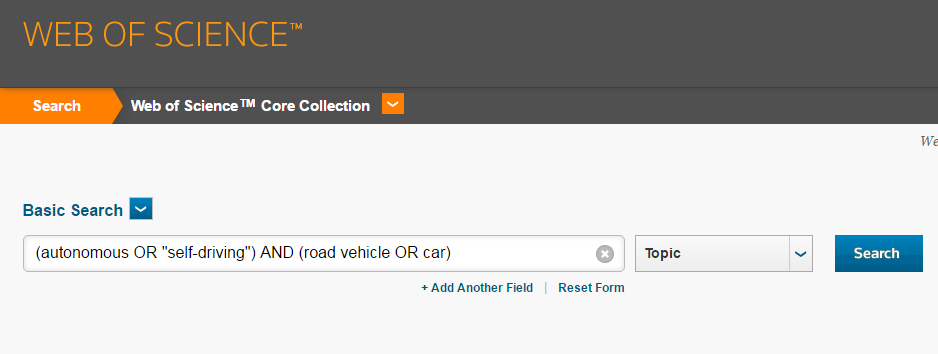 WEB OF SCIENCE™
Search Web of Science™ Core Collection
We
Basic Search
(autonomous OR "self-driving") AND (road vehicle OR car) Topic Search
+ Add Another Field | Reset Form